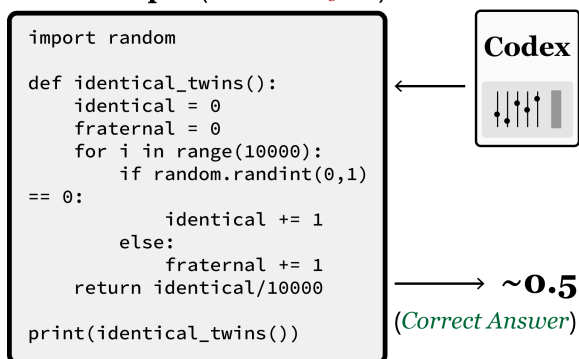 import random
Codex
def identical_twins():
    identical = 0
    fraternal = 0
    for i in range(10000):
        if random.randint(0,1)
== 0:
            identical += 1
        else:
            fraternal += 1
    return identical/10000
~0.5
(Correct Answer)
print(identical_twins())